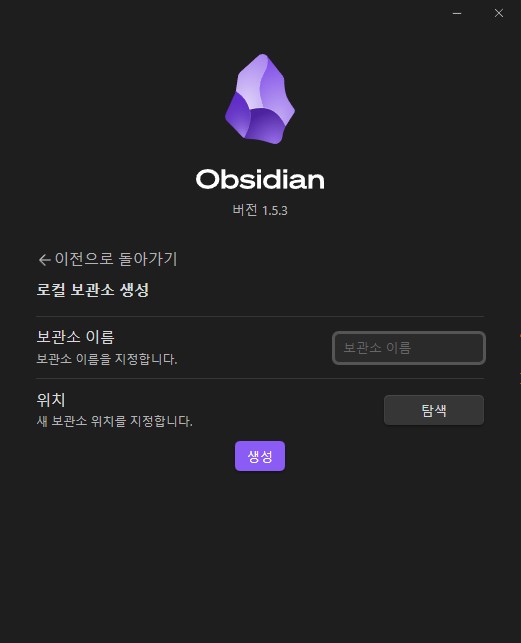 Obsidian
버전 1.5.3
이전으로 돌아가기
로컬 보관소 생성
보관소 이름
보관소 이름
보관소 이름을 지정합니다.
위치
탐색
새 보관소 위치를 지정합니다.
생성